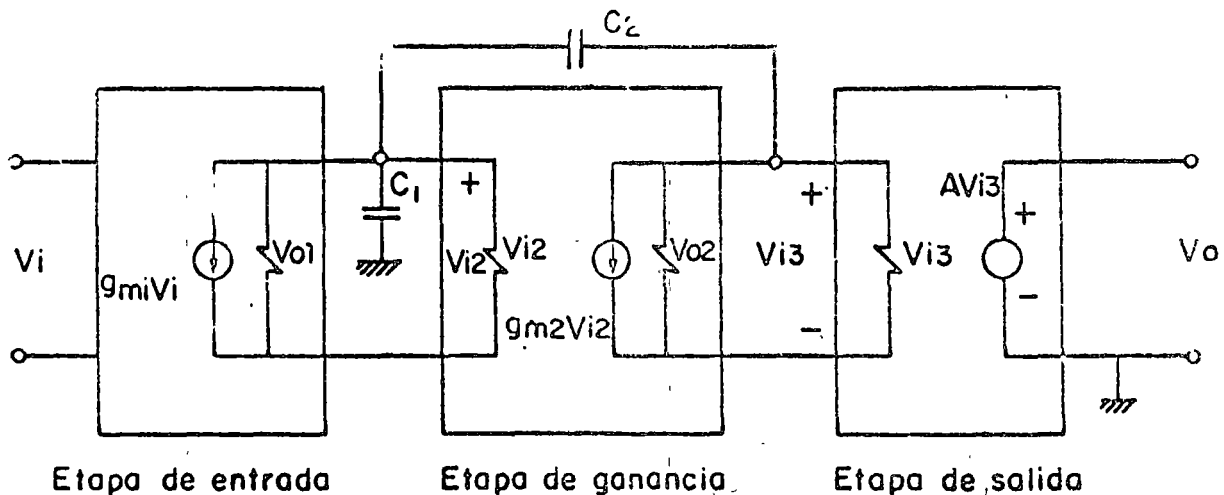 C2
C1
+
+
AVi3
+
Vi
gmiVi
Vo1
Vi2
Vi2
Vo2
Vi3
Vi3
Vo
gm2Vi2
-
-
Etapa de entrada
Etapa de ganancia
Etapa de salida